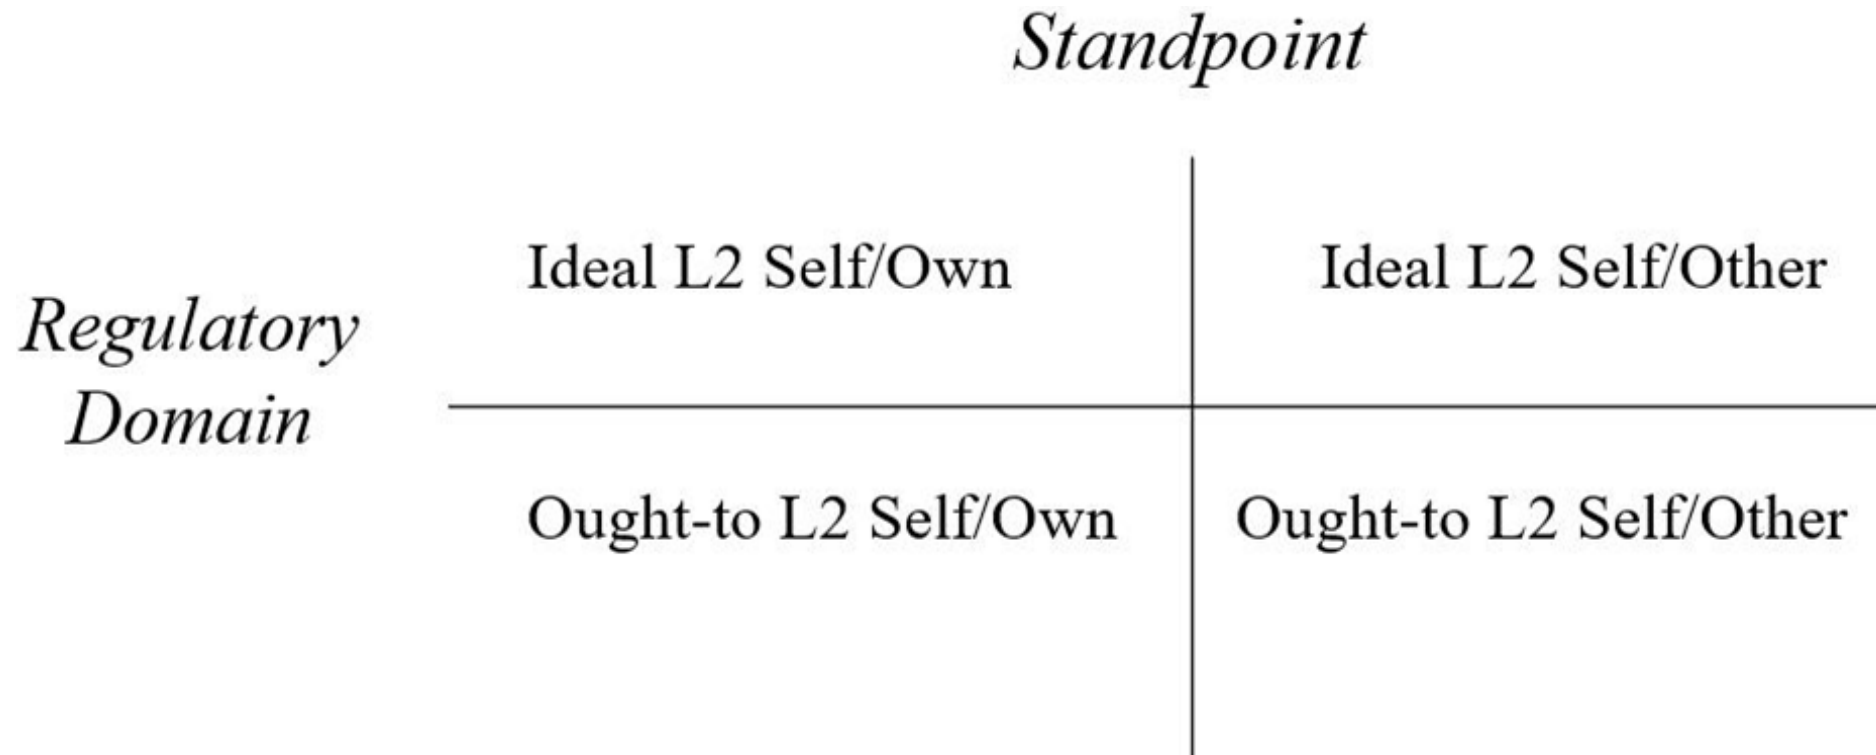 Standpoint
Ideal L2 Self/Own
Ideal L2 Self/Other
Regulatory
Domain
Ought-to L2 Self/Own
Ought-to L2 Self/Other